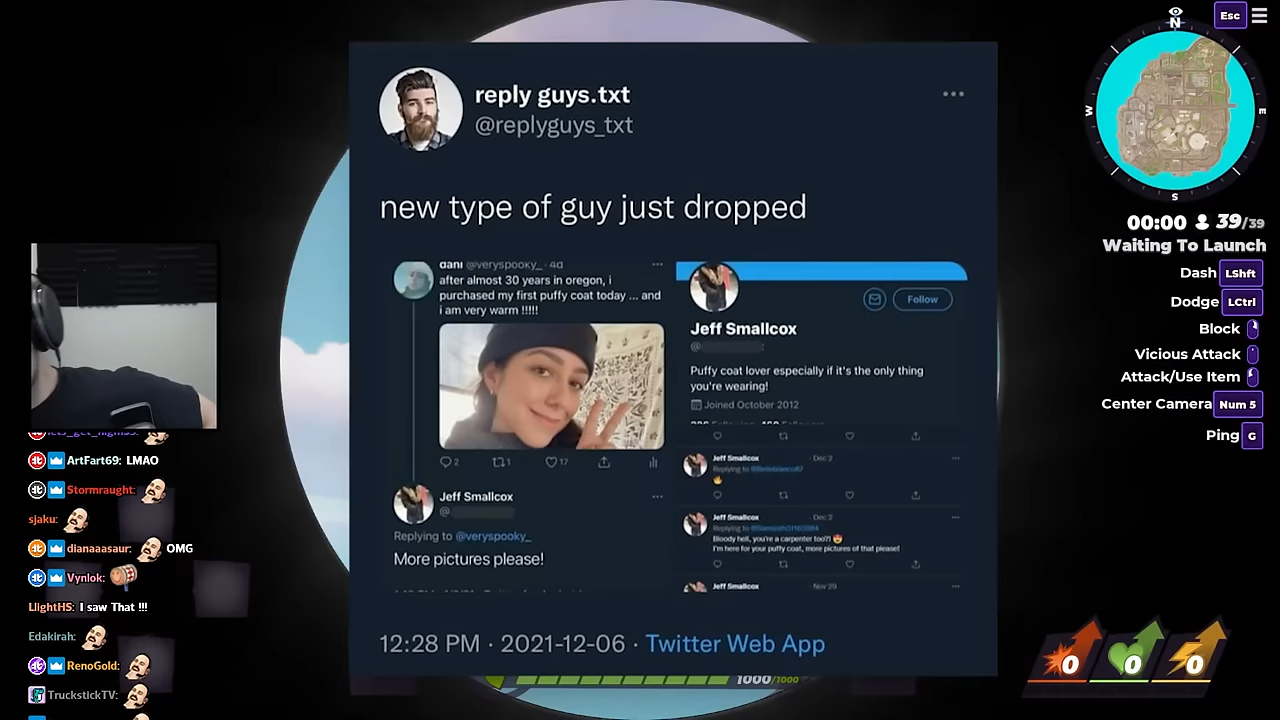 reply guys.txt
@replyguys_txt
new type of guy just dropped
dani @veryspooky_ · 4d
after almost 30 years in oregon, i
purchased my first puffy coat today ... and
i am very warm !!!!!
2
1
17
Jeff Smallcox
@
Replying to @veryspooky_
More pictures please!
Follow
Jeff Smallcox
@
Puffy coat lover especially if it's the only thing
you're wearing!
Joined October 2012
Jeff Smallcox · Dec 2
Replying to
🔥
Jeff Smallcox · Dec 2
Replying to
Bloody hell, you're a carpenter too?! 😍
I'm here for your puffy coat, more pictures of that please!
Jeff Smallcox · Nov 29
12:28 PM · 2021-12-06 · Twitter Web App
ArtFart69: LMAO
Stormraught:
sjaku:
dianaaasaur: OMG
Vynlok:
LlightHS: I saw That !!!
Edakirah:
RenoGold:
TruckstickTV:
Esc
N
W
E
S
00:00 39/39
Waiting To Launch
Dash LShft
Dodge LCtrl
Block
Vicious Attack
Attack/Use Item
Center Camera Num 5
Ping G
1000/1000
0 0 0